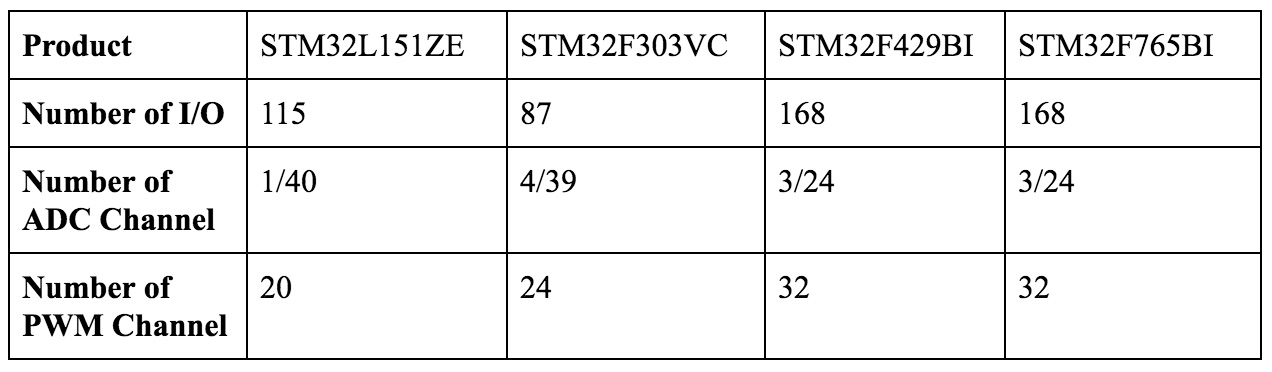 Product STM32L151ZE STM32F303VC STM32F429BI STM32F765BI
Number of I/O 115 87 168 168
Number of 1/40 4/39 3/24 3/24
ADC Channel
Number of 20 24 32 32
PWM Channel